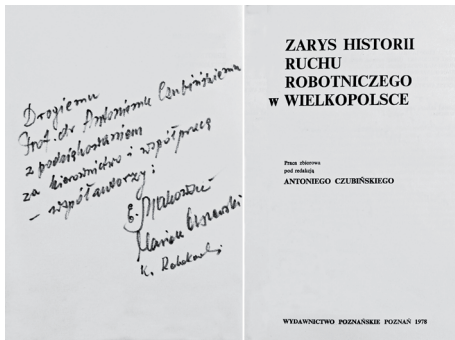 Drogiemu
Prof. dr Antoniemu Czubińskiemu
z podziękowaniem
za kierownictwo i współpracę
– współautorzy:
E. Makowski
Marian Olszewski
K. Robakowski
ZARYS HISTORII
RUCHU
ROBOTNICZEGO
W WIELKOPOLSCE
Praca zbiorowa
pod redakcją
ANTONIEGO CZUBIŃSKIEGO
WYDAWNICTWO POZNAŃSKIE POZNAŃ 1978